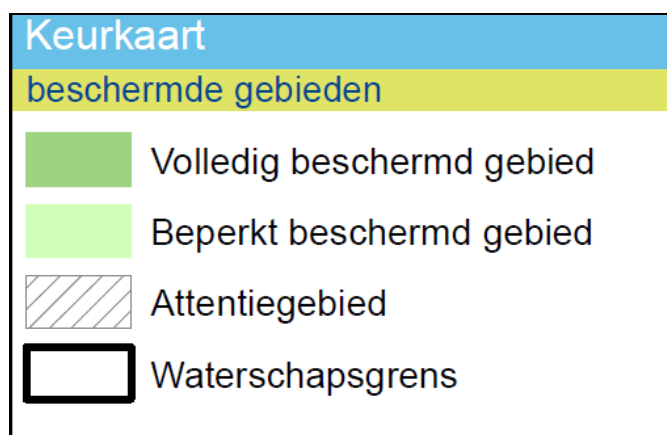 Keurkaart
beschermde gebieden
Volledig beschermd gebied
Beperkt beschermd gebied
Attentiegebied
Waterschapsgrens